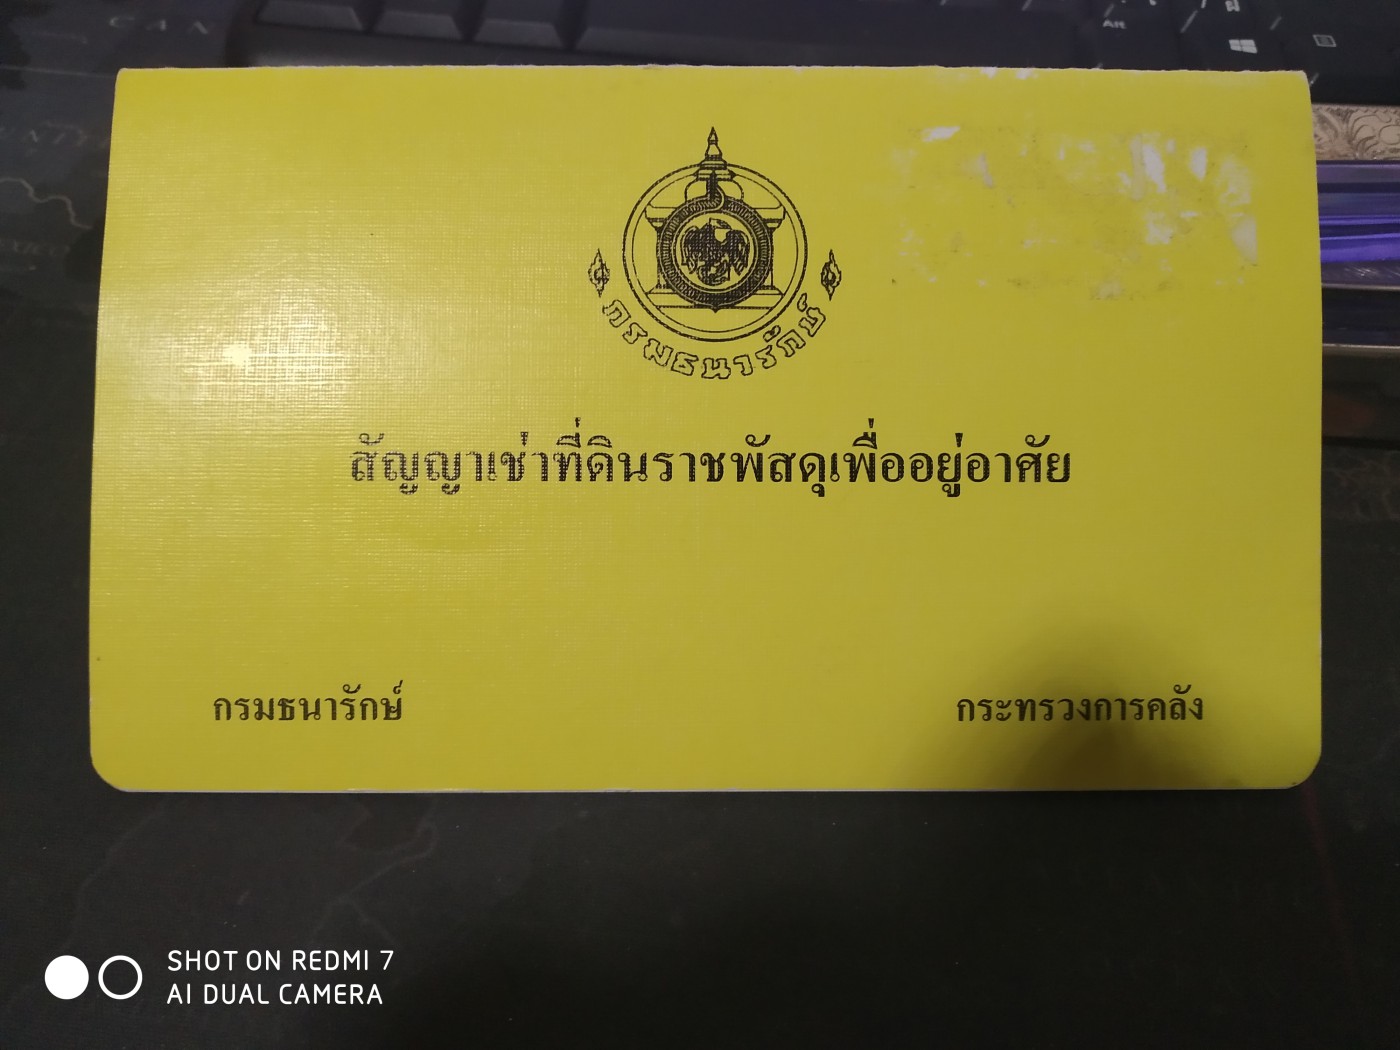 CAN
Alt
กรมธนารักษ์
สัญญาเช่าที่ดินราชพัสดุเพื่ออยู่อาศัย
กรมธนารักษ์ กระทรวงการคลัง
SHOT ON REDMI 7
AI DUAL CAMERA